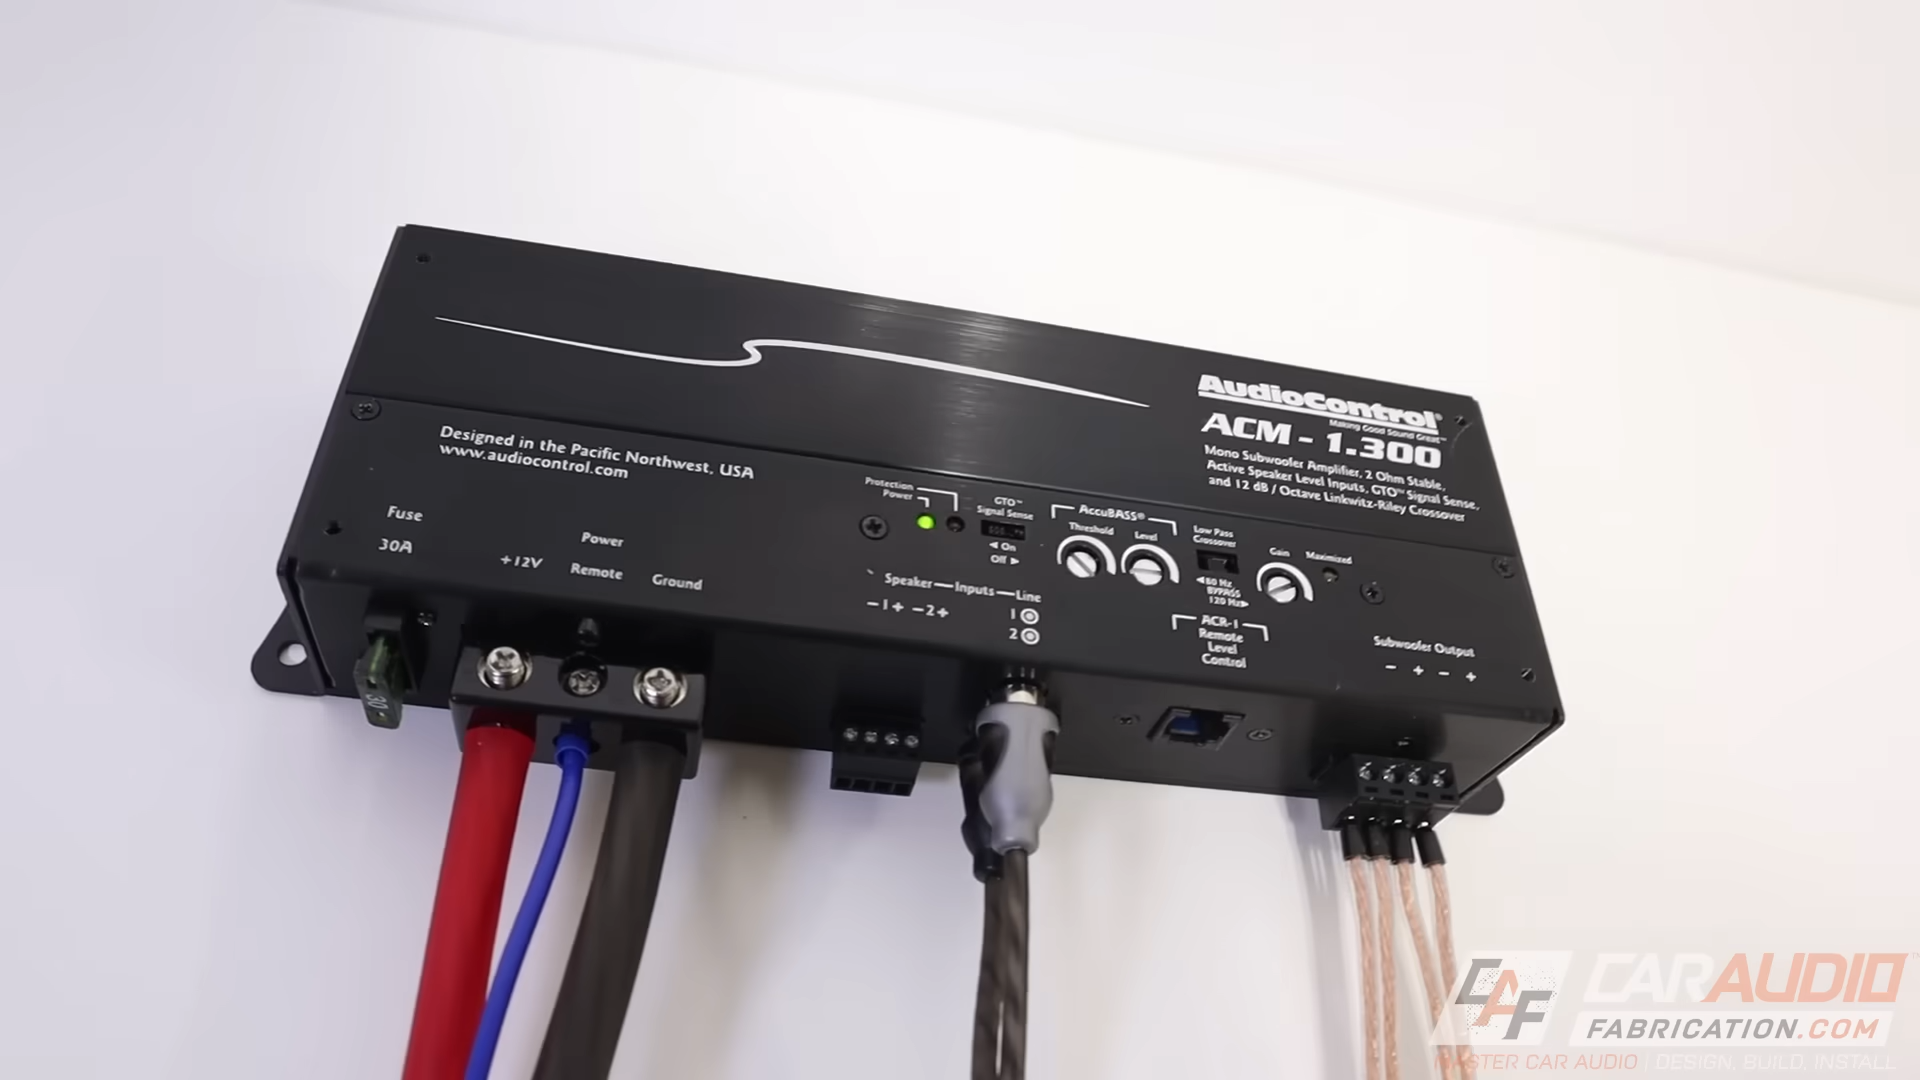 AudioControl®
Making Good Sound Great™
ACM - 1.300
Mono Subwoofer Amplifier, 2 Ohm Stable,
Active Speaker Level Inputs, GTO™ Signal Sense,
and 12 dB / Octave Linkwitz-Riley Crossover
Designed in the Pacific Northwest, USA
www.audiocontrol.com
Fuse
30A
+12V
Power
Remote
Ground
Protection
Power
GTO™
Signal Sense
◄ On
Off ►
AccuBASS®
Threshold
Level
Low Pass
Crossover
◄80 Hz
BYPASS
120 Hz►
Gain
Maximized
Speaker — Inputs — Line
– 1 + – 2 +
1
2
ACR-1
Remote
Level
Control
Subwoofer Output
– + – +
30
CAF
CARAUDIO
FABRICATION.COM
MASTER CAR AUDIO | DESIGN, BUILD, INSTALL